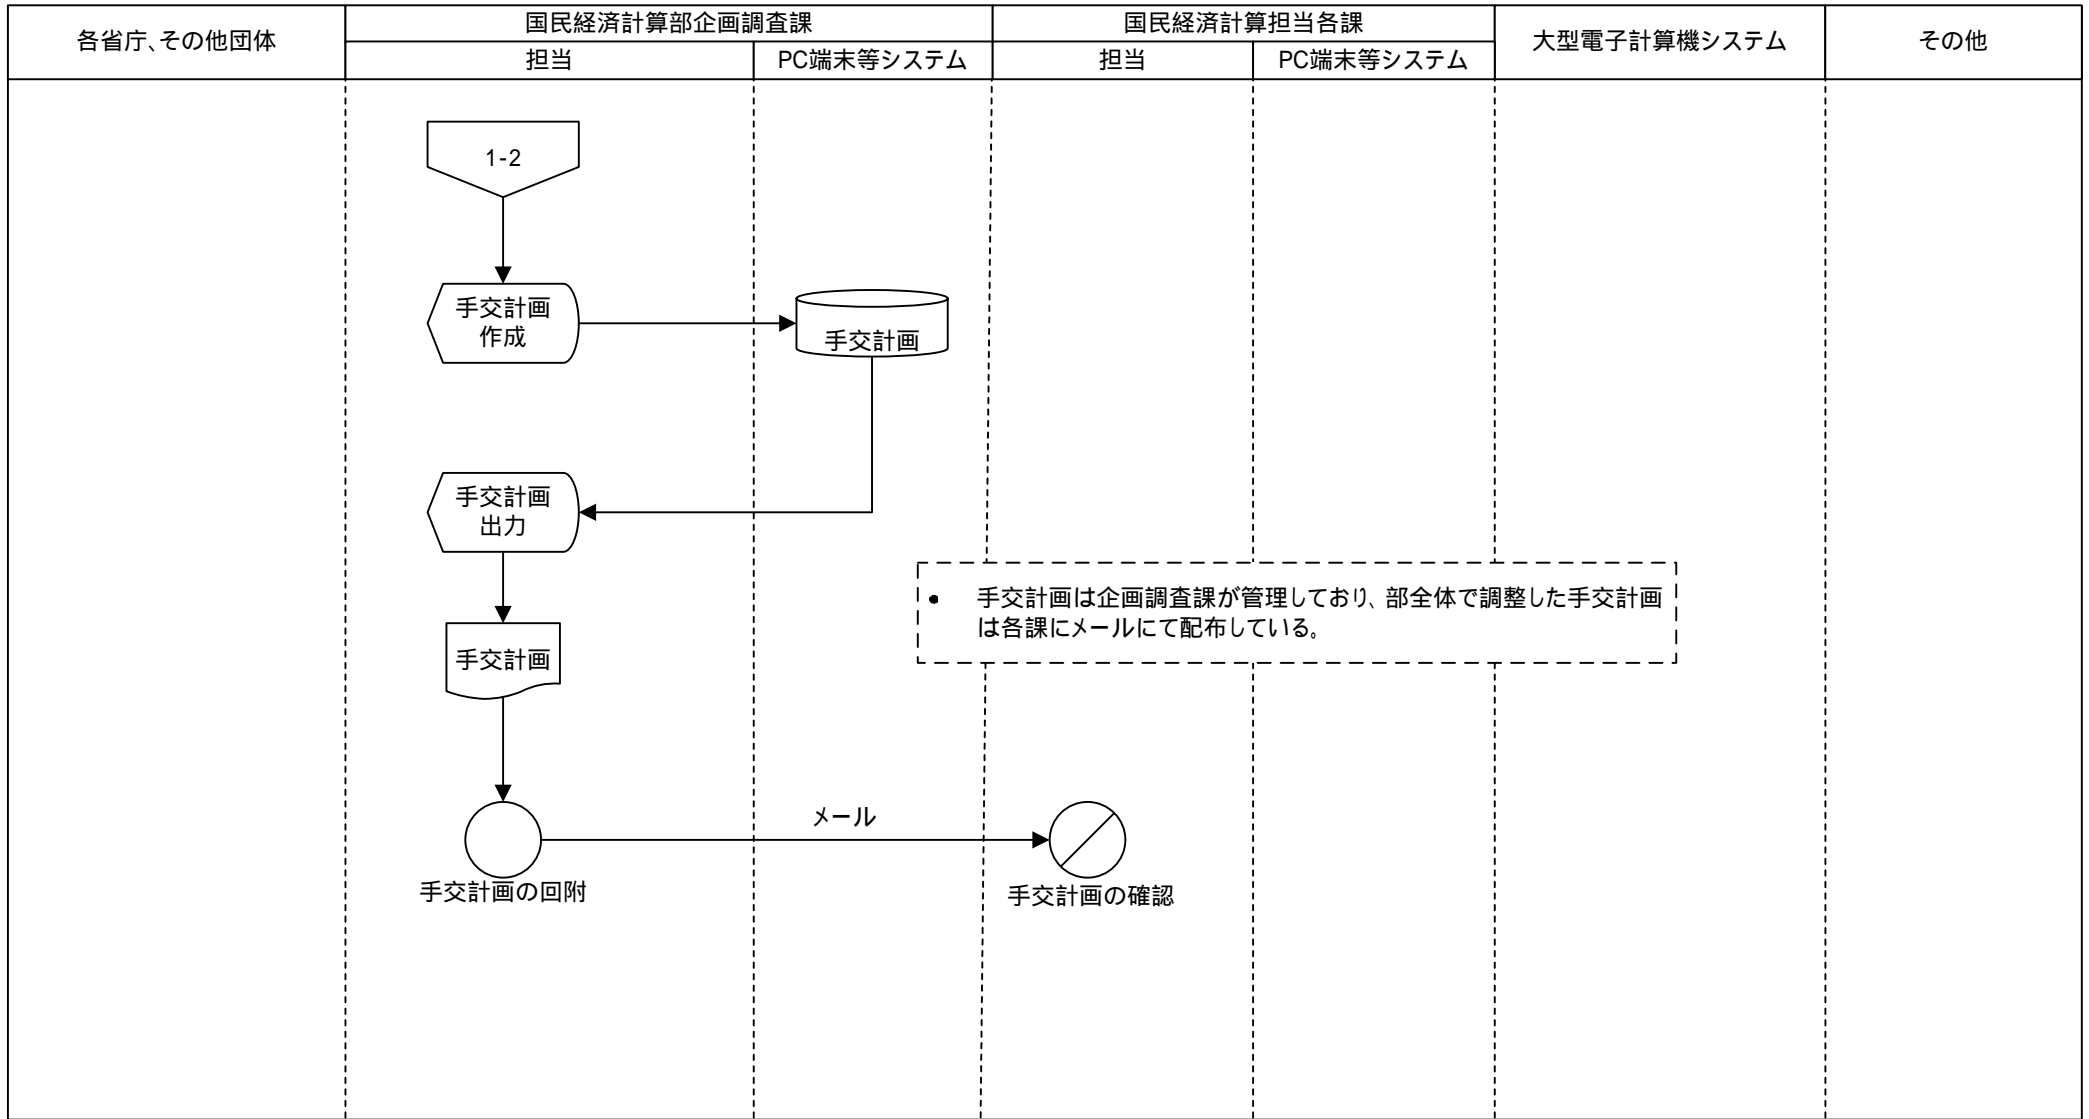 各省庁、その他団体
国民経済計算部企画調査課
国民経済計算担当各課
大型電子計算機システム
その他
担当
PC端末等システム
担当
PC端末等システム
1-2
手交計画
作成
手交計画
手交計画
出力
手交計画は企画調査課が管理しており、部全体で調整した手交計画
は各課にメールにて配布している。
手交計画
メール
手交計画の回附
手交計画の確認